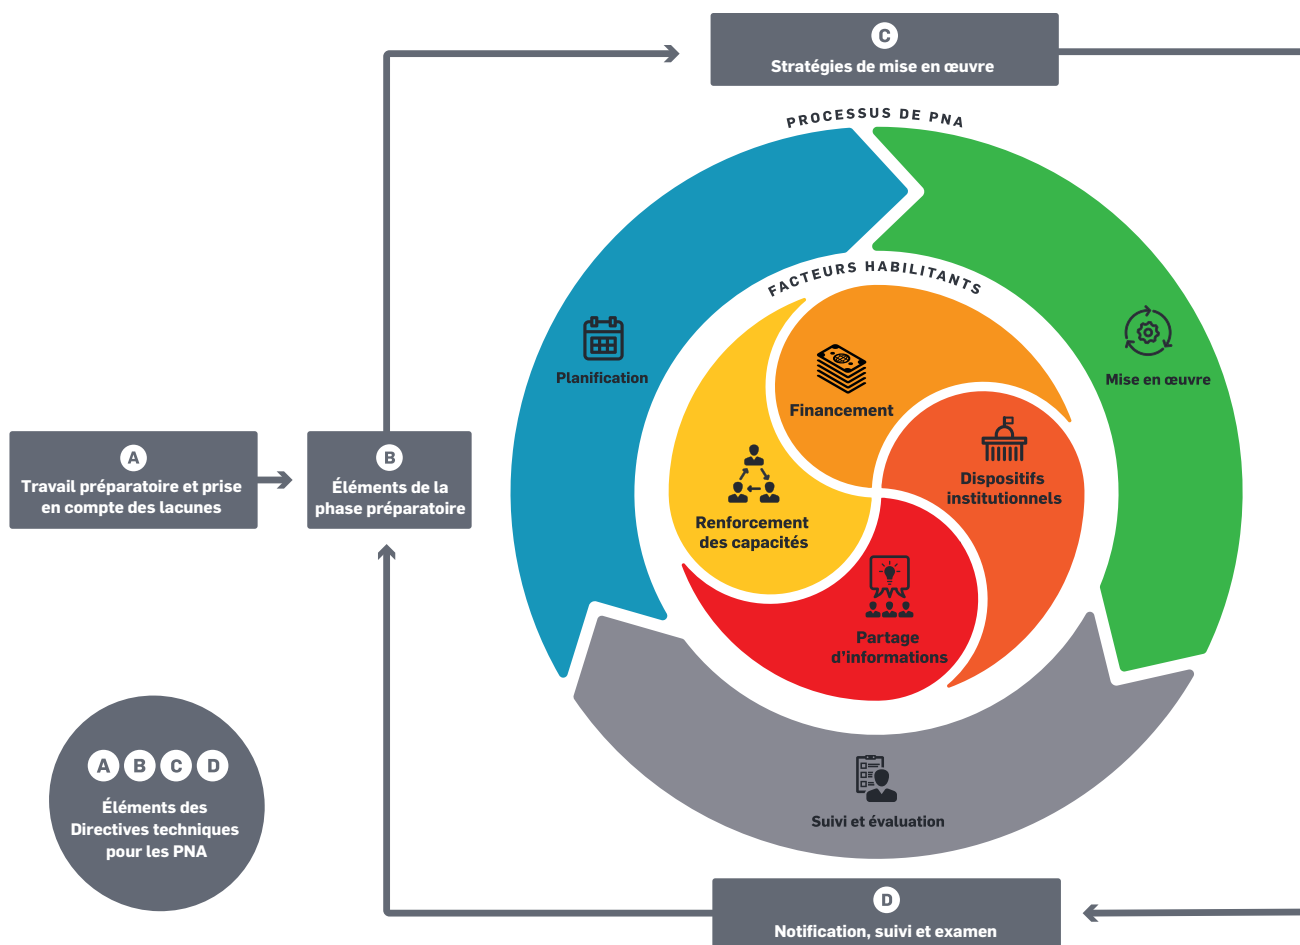 C
Stratégies de mise en œuvre
PROCESSUS DE PNA
FACTEURS HABILITANTS
Planification
Mise en œuvre
Financement
Dispositifs
institutionnels
Renforcement
des capacités
Partage
d’informations
Suivi et évaluation
A
Travail préparatoire et prise
en compte des lacunes
B
Éléments de la
phase préparatoire
A B C D
Éléments des
Directives techniques
pour les PNA
D
Notification, suivi et examen